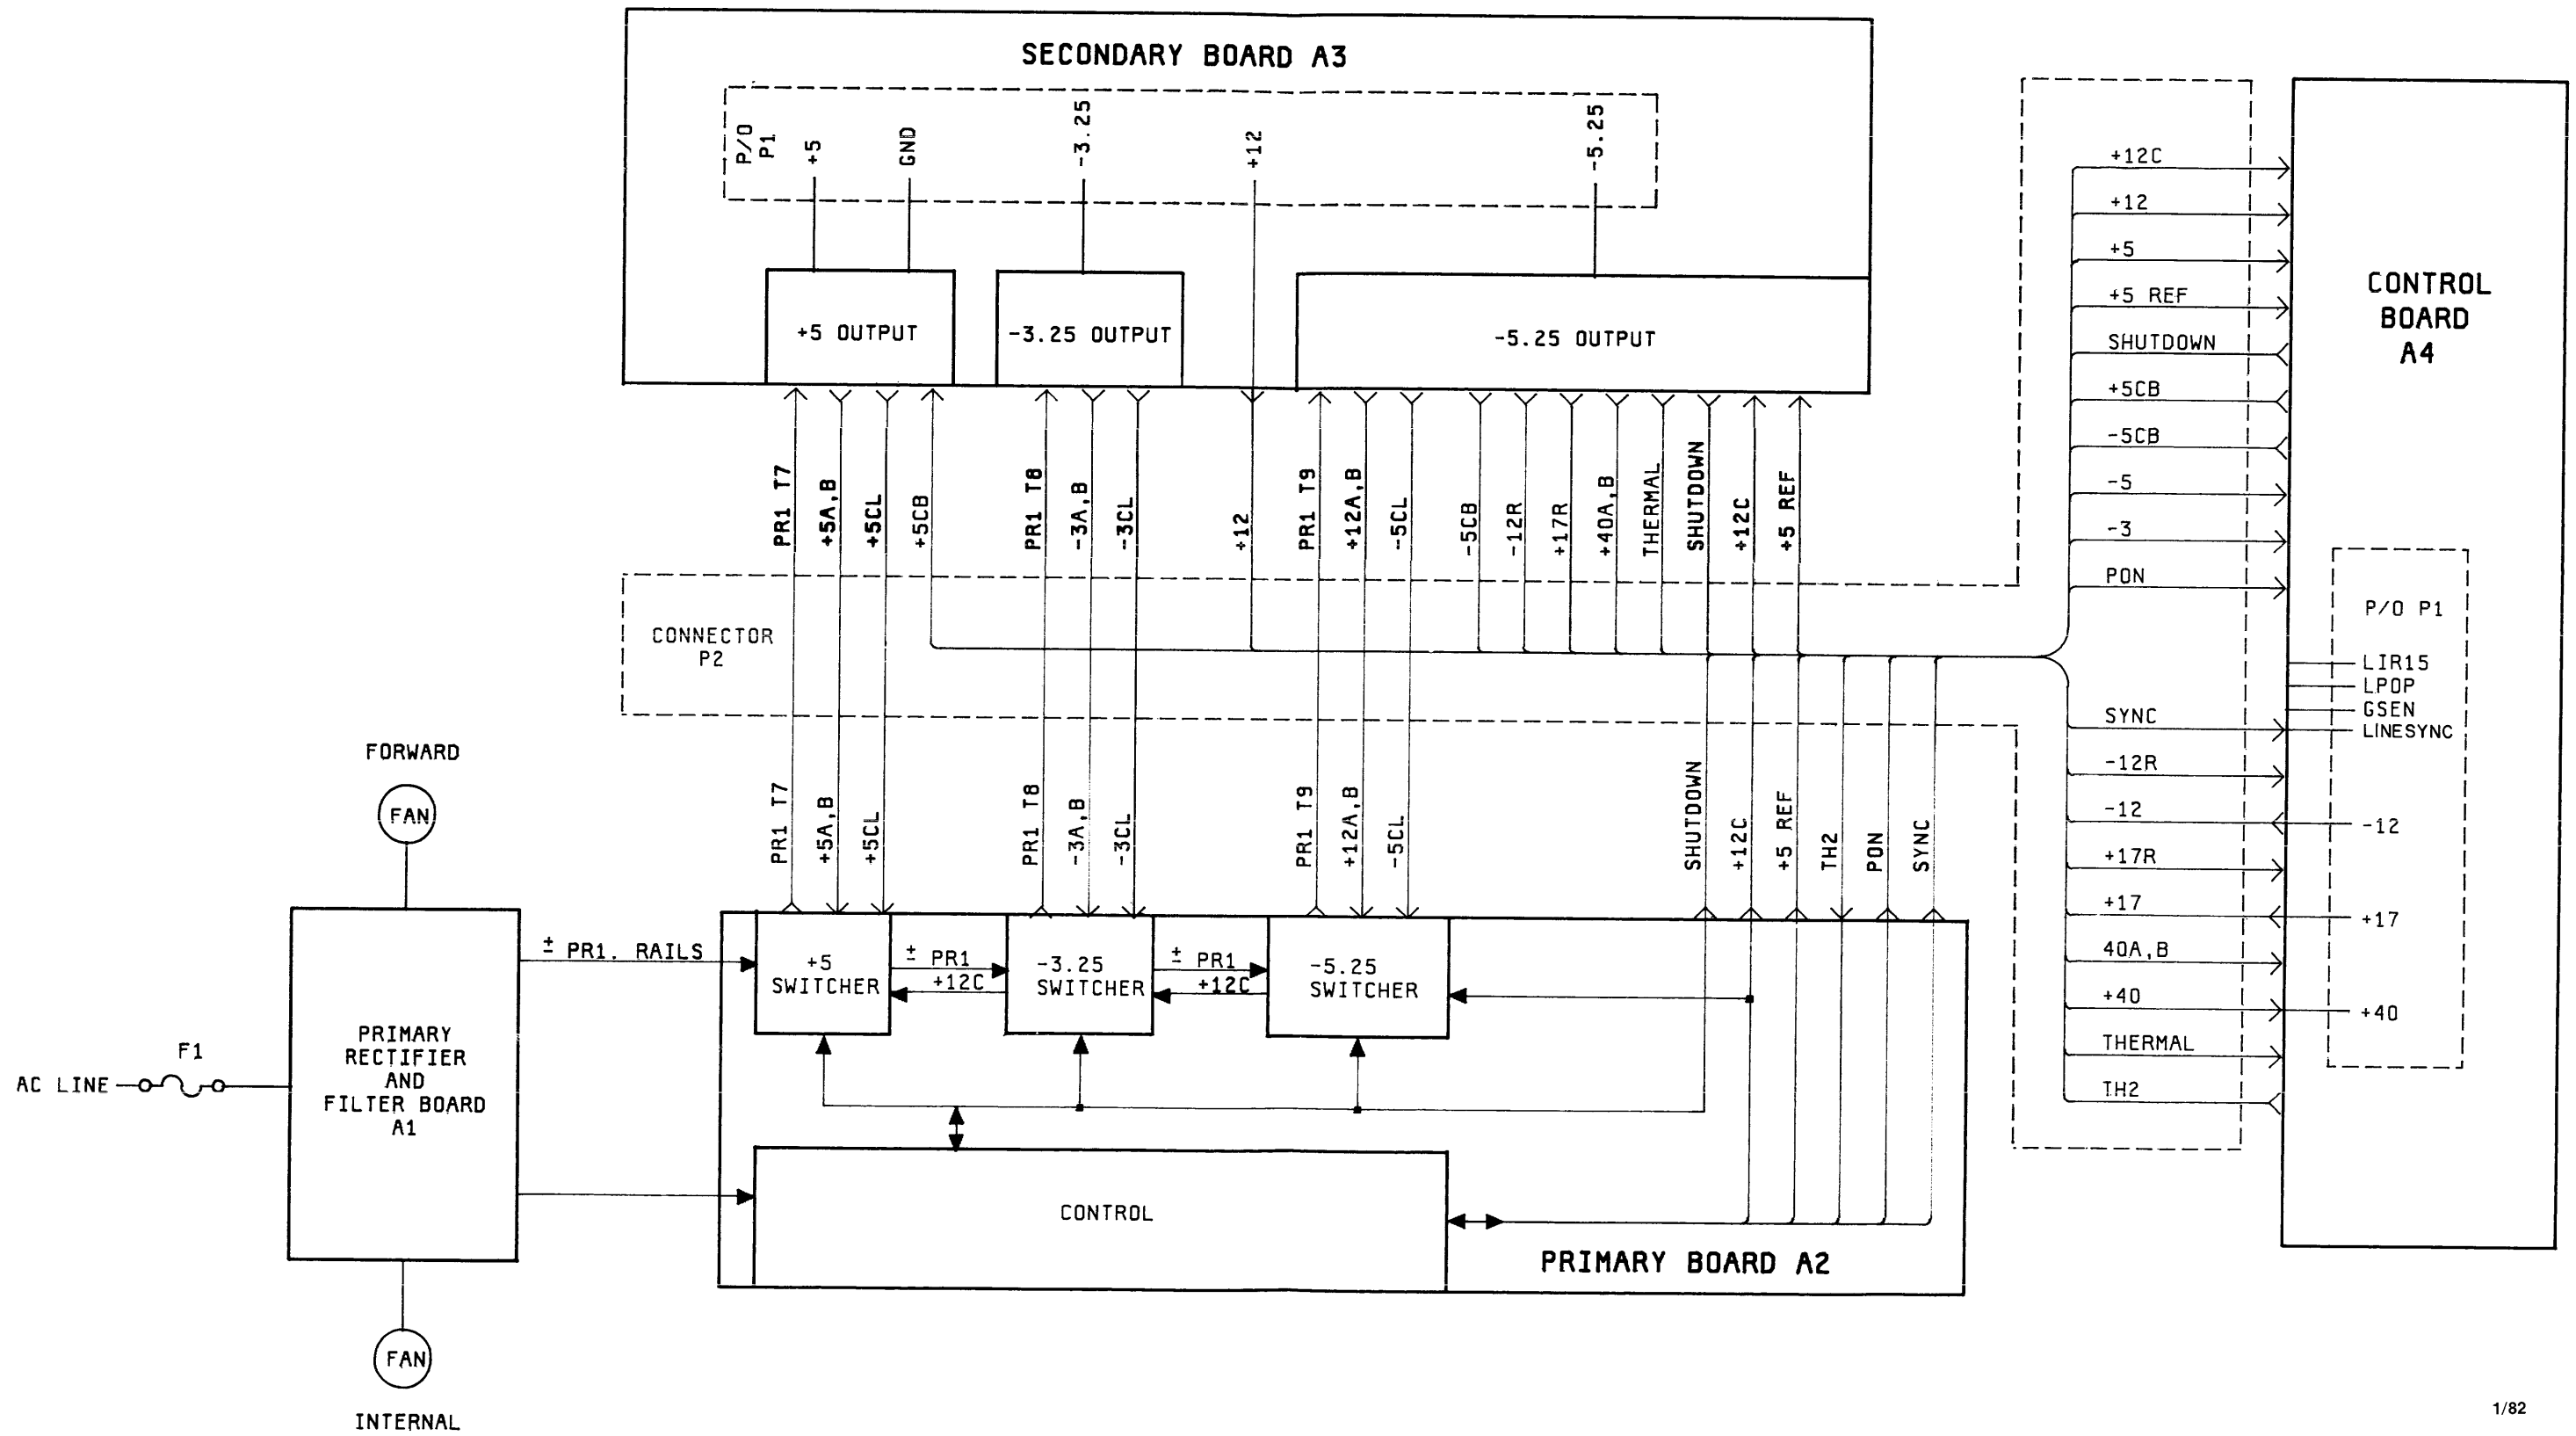 SECONDARY BOARD A3
P/O
P1
+5
GND
-3.25
+12
-5.25
+5 OUTPUT
-3.25 OUTPUT
-5.25 OUTPUT
PR1 T7
+5A,B
+5CL
+5CB
PR1 T8
-3A,B
-3CL
+12
PR1 T9
+12A,B
-5CL
-5CB
-12R
+17R
+40A,B
THERMAL
SHUTDOWN
+12C
+5 REF
CONNECTOR
P2
PR1 T7
+5A,B
+5CL
PR1 T8
-3A,B
-3CL
PR1 T9
+12A,B
-5CL
SHUTDOWN
+12C
+5 REF
TH2
PON
SYNC
+12C
+12
+5
+5 REF
SHUTDOWN
+5CB
-5CB
-5
-3
PON
SYNC
-12R
-12
+17R
+17
40A,B
+40
THERMAL
TH2
CONTROL
BOARD
A4
P/O P1
LIR15
LPOP
GSEN
LINESYNC
-12
+17
+40
FORWARD
FAN
AC LINE
F1
PRIMARY
RECTIFIER
AND
FILTER BOARD
A1
FAN
INTERNAL
± PR1. RAILS
+5
SWITCHER
± PR1
+12C
-3.25
SWITCHER
± PR1
+12C
-5.25
SWITCHER
CONTROL
PRIMARY BOARD A2
1/82